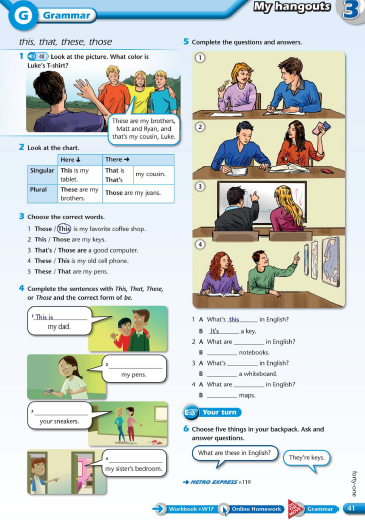 G Grammar
My hangouts 3
this, that, these, those
1 48 Look at the picture. What color is
Luke's T-shirt?
These are my brothers,
Matt and Ryan, and
that's my cousin, Luke.
2 Look at the chart.
Here ↓ There ➔
Singular This is my tablet. That is That's my cousin.
Plural These are my brothers. Those are my jeans.
3 Choose the correct words.
1 Those / This is my favorite coffee shop.
2 This / Those are my keys.
3 That's / Those are a good computer.
4 These / This is my old cell phone.
5 These / That are my pens.
4 Complete the sentences with This, That, These,
or Those and the correct form of be.
1 This is
my dad.
2
my pens.
3
your sneakers.
4
my sister's bedroom.
5 Complete the questions and answers.
1
2
3
4
1 A What's this in English?
B It's a key.
2 A What are ________ in English?
B ________ notebooks.
3 A What's ________ in English?
B ________ a whiteboard.
4 A What are ________ in English?
B ________ maps.
Your turn
6 Choose five things in your backpack. Ask and
answer questions.
What are these in English?
They're keys.
➔ METRO EXPRESS P.119
forty-one
➔ Workbook P.W17 Online Homework Grammar 41